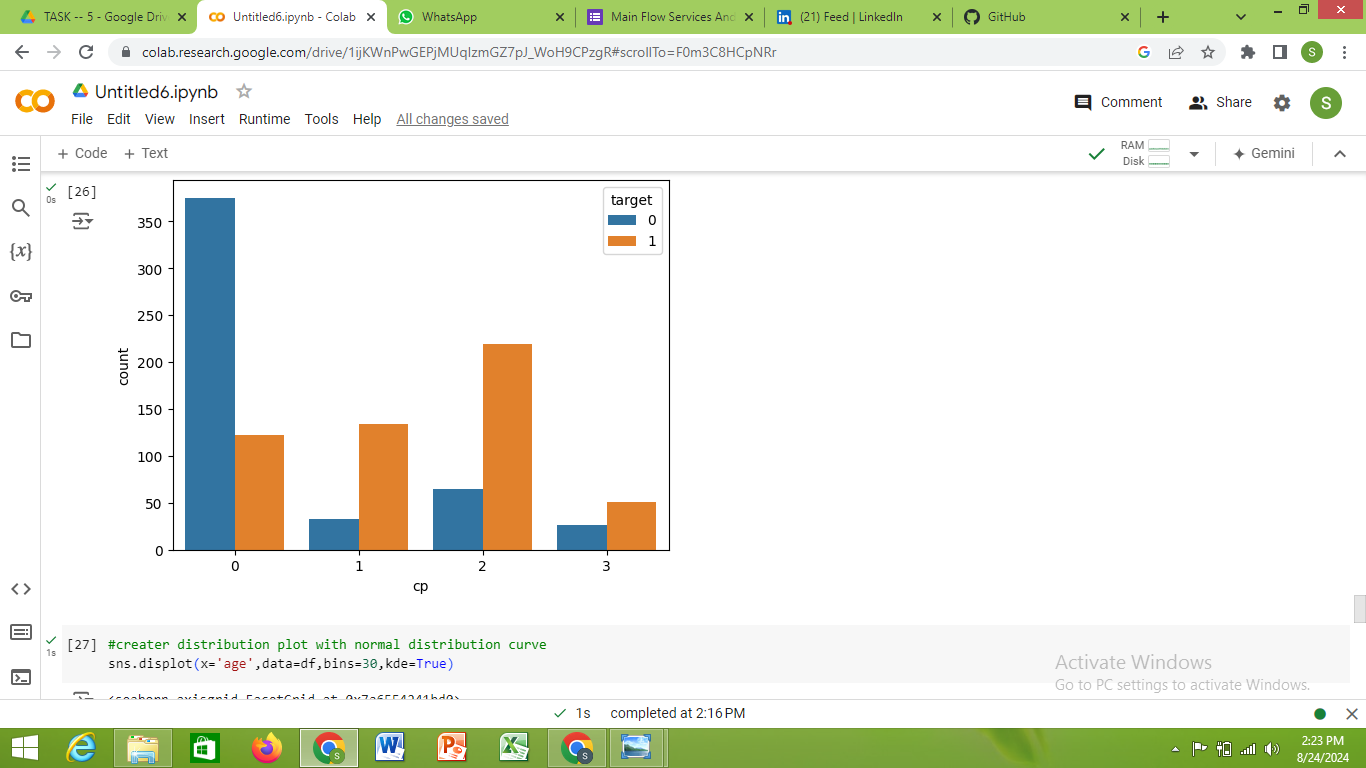 TASK -- 5 - Google Driv
Untitled6.ipynb - Colab
WhatsApp
Main Flow Services And
(21) Feed | LinkedIn
GitHub
S
colab.research.google.com/drive/1ijKWnPwGEPjMUqIzmGZ7pJ_WoH9CPzgR#scrollTo=F0m3C8HCpNRr
S
Untitled6.ipynb
Comment
Share
S
File Edit View Insert Runtime Tools Help All changes saved
+ Code + Text
RAM
Disk
Gemini
[26]
0s
{x}
target
0
1
350
300
250
200
150
100
50
0
count
0 1 2 3
cp
[27] #creater distribution plot with normal distribution curve
1s
sns.displot(x='age',data=df,bins=30,kde=True)
<seaborn.axisgrid.FacetGrid at 0x7a6554241bd0>
Activate Windows
Go to PC settings to activate Windows.
1s completed at 2:16 PM
2:23 PM
8/24/2024